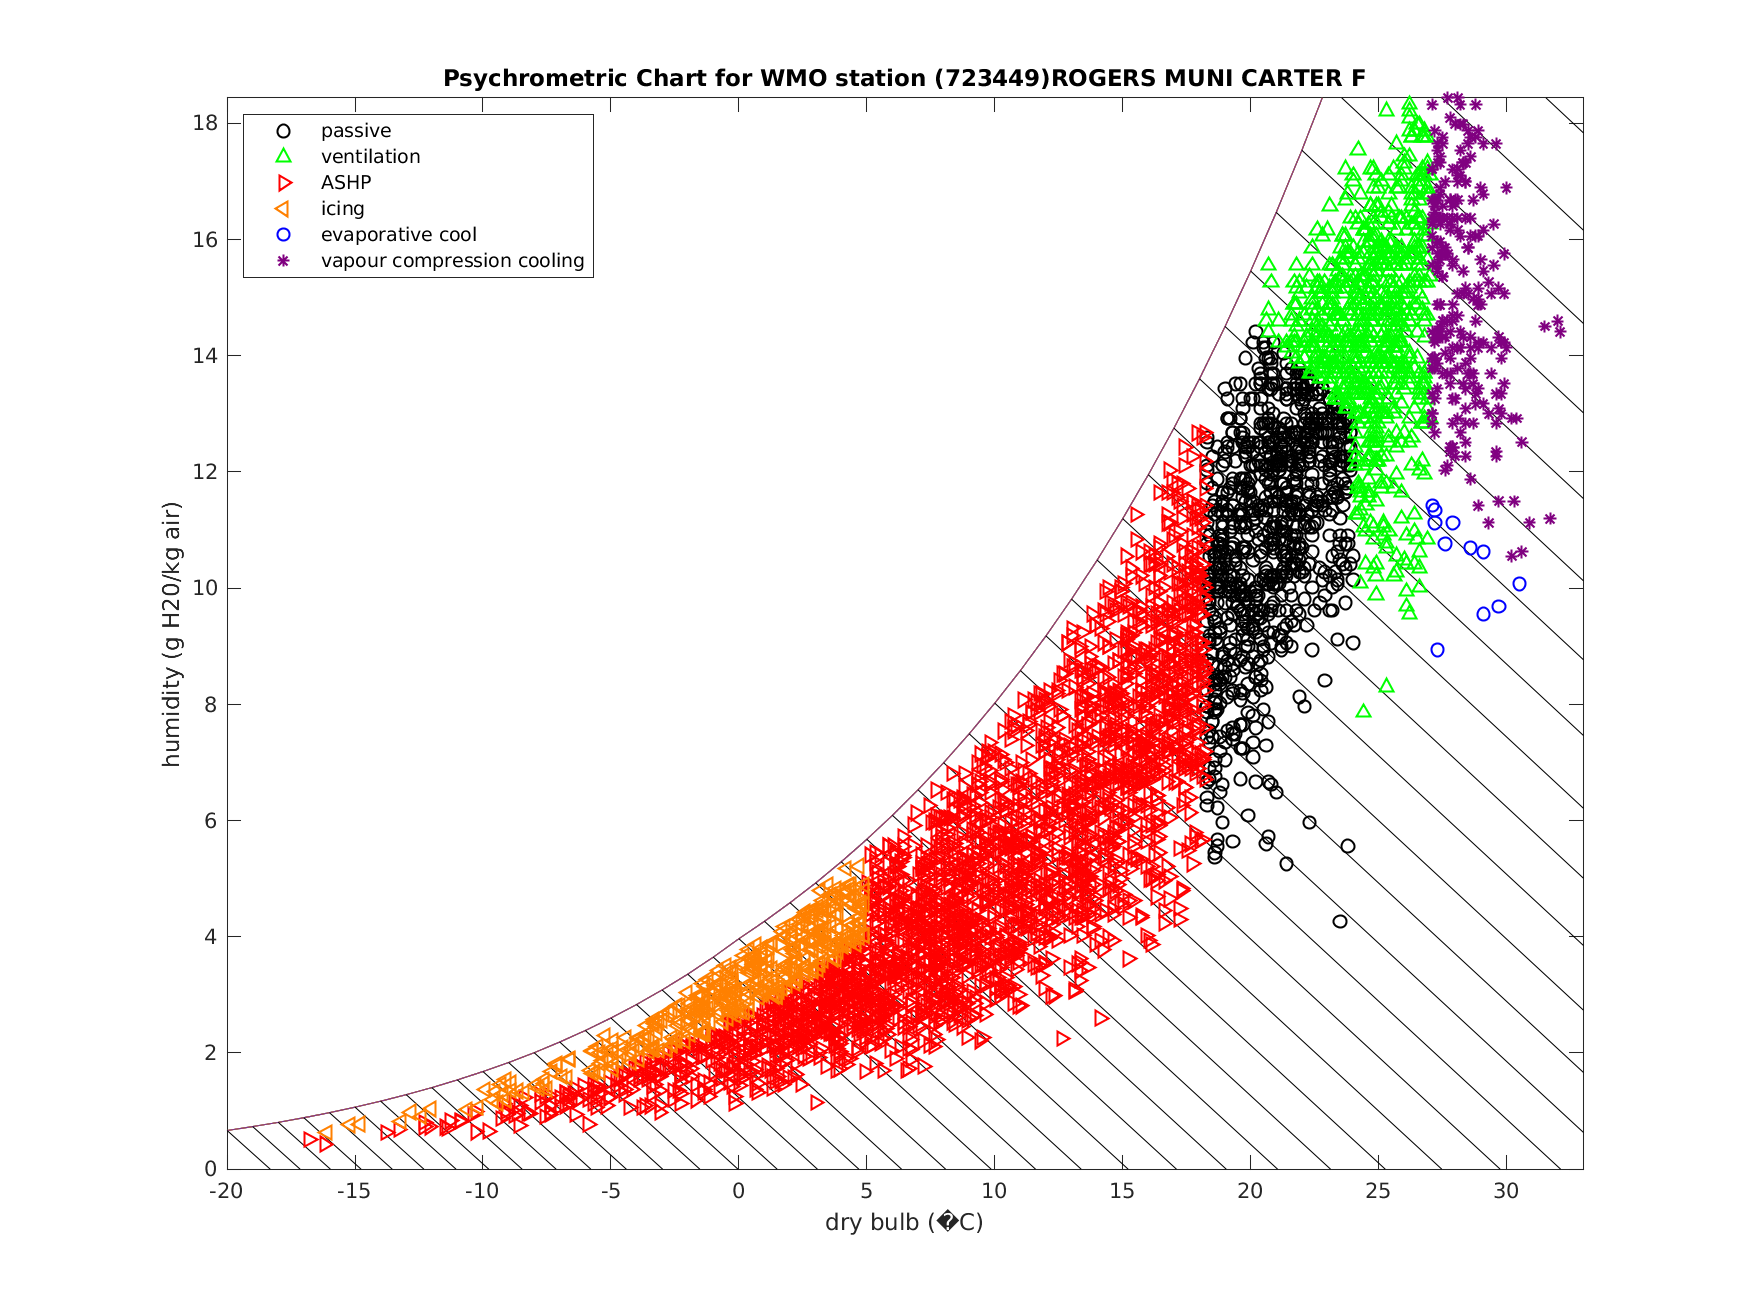 Psychrometric Chart for WMO station (723449)ROGERS MUNI CARTER F
passive
ventilation
ASHP
icing
evaporative cool
vapour compression cooling
18
16
14
12
10
8
6
4
2
0
humidity (g H20/kg air)
-20 -15 -10 -5 0 5 10 15 20 25 30
dry bulb (�C)